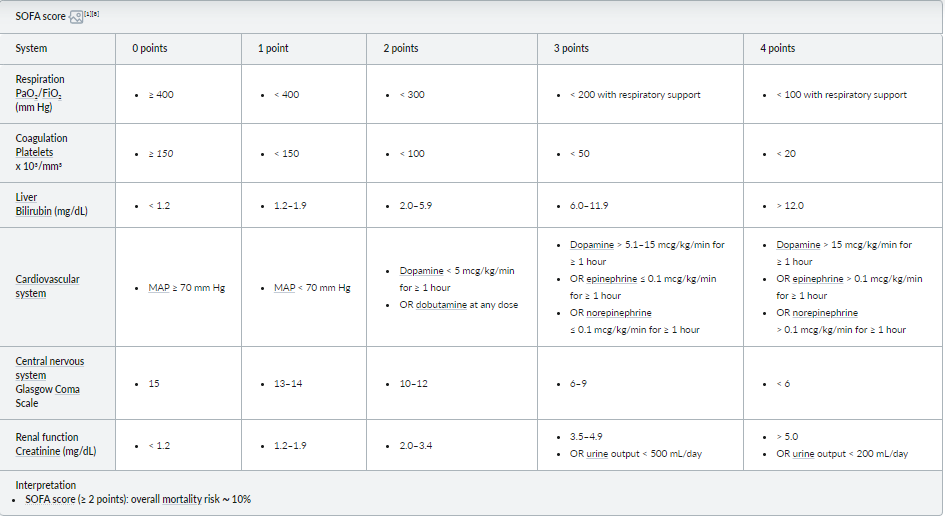 SOFA score [1][8]
System 0 points 1 point 2 points 3 points 4 points
Respiration
PaO₂/FiO₂
(mm Hg)
• ≥ 400
• < 400
• < 300
• < 200 with respiratory support
• < 100 with respiratory support
Coagulation
Platelets
x 10³/mm³
• ≥ 150
• < 150
• < 100
• < 50
• < 20
Liver
Bilirubin (mg/dL)
• < 1.2
• 1.2–1.9
• 2.0–5.9
• 6.0–11.9
• > 12.0
Cardiovascular
system
• MAP ≥ 70 mm Hg
• MAP < 70 mm Hg
• Dopamine < 5 mcg/kg/min
for ≥ 1 hour
• OR dobutamine at any dose
• Dopamine > 5.1–15 mcg/kg/min for
≥ 1 hour
• OR epinephrine ≤ 0.1 mcg/kg/min
for ≥ 1 hour
• OR norepinephrine
≤ 0.1 mcg/kg/min for ≥ 1 hour
• Dopamine > 15 mcg/kg/min for
≥ 1 hour
• OR epinephrine > 0.1 mcg/kg/min
for ≥ 1 hour
• OR norepinephrine
> 0.1 mcg/kg/min for ≥ 1 hour
Central nervous
system
Glasgow Coma
Scale
• 15
• 13–14
• 10–12
• 6–9
• < 6
Renal function
Creatinine (mg/dL)
• < 1.2
• 1.2–1.9
• 2.0–3.4
• 3.5–4.9
• OR urine output < 500 mL/day
• > 5.0
• OR urine output < 200 mL/day
Interpretation
• SOFA score (≥ 2 points): overall mortality risk ~ 10%